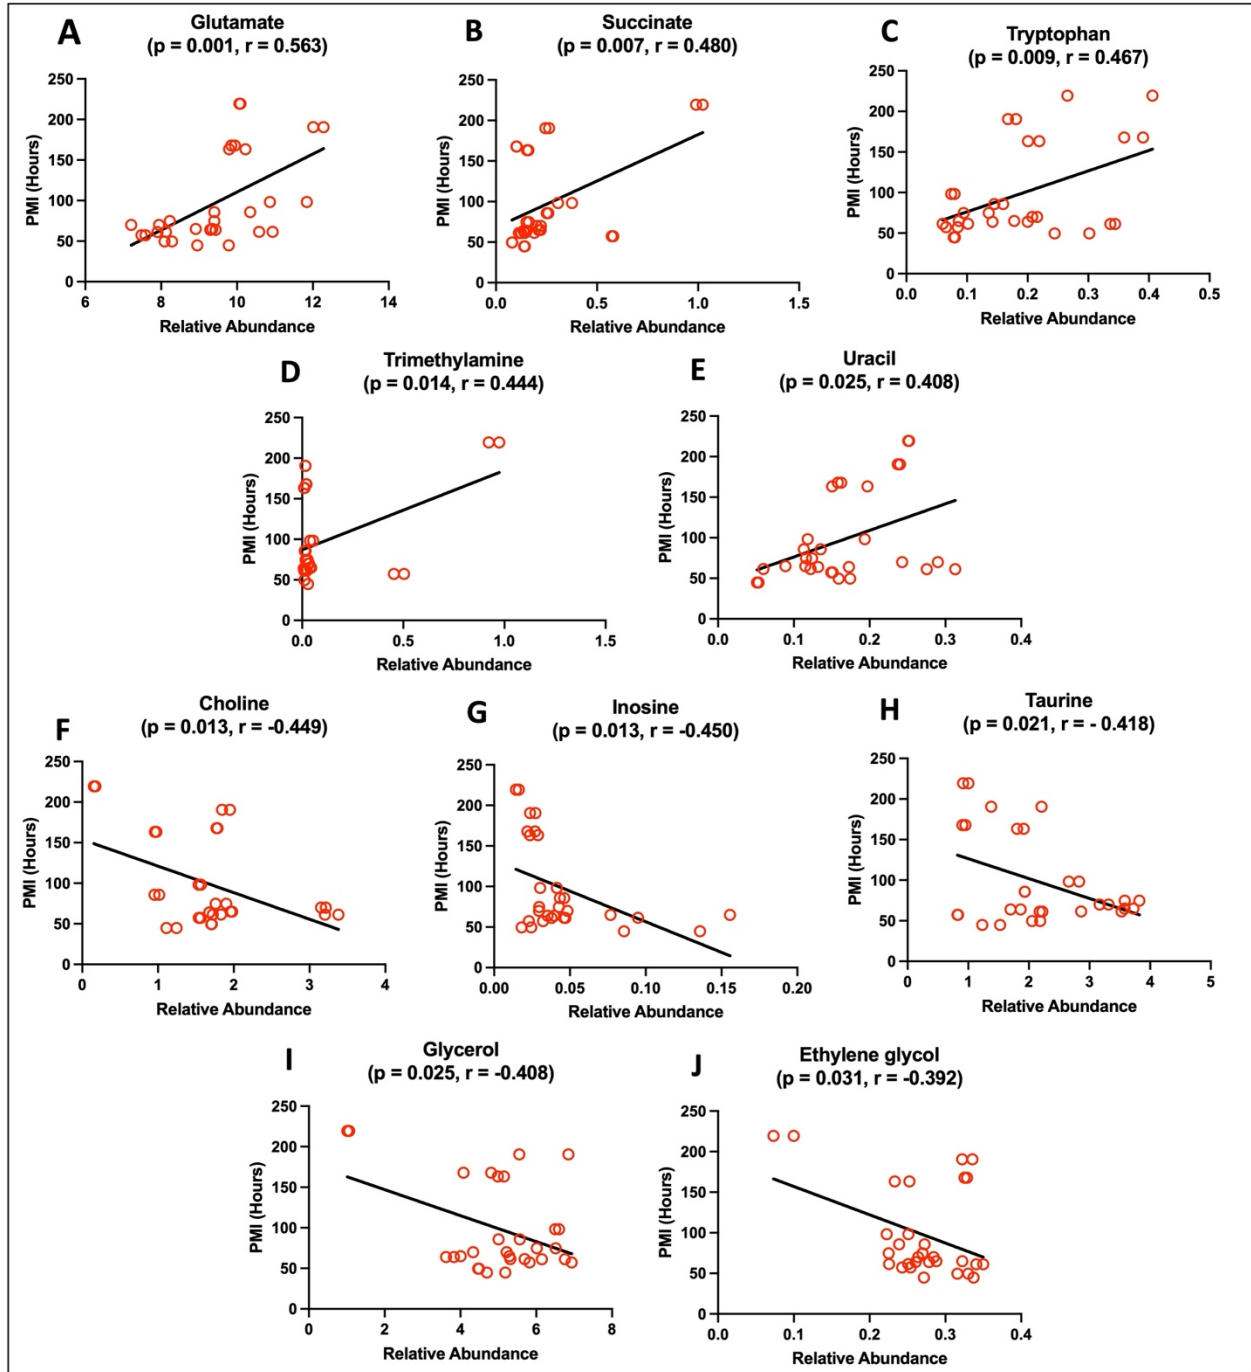 A
Glutamate
(p = 0.001, r = 0.563)
PMI (Hours)
250
200
150
100
50
0
6
8
10
12
14
Relative Abundance
B
Succinate
(p = 0.007, r = 0.480)
PMI (Hours)
250
200
150
100
50
0
0.0
0.5
1.0
1.5
Relative Abundance
C
Tryptophan
(p = 0.009, r = 0.467)
PMI (Hours)
250
200
150
100
50
0
0.0
0.1
0.2
0.3
0.4
0.5
Relative Abundance
D
Trimethylamine
(p = 0.014, r = 0.444)
PMI (Hours)
250
200
150
100
50
0
0.0
0.5
1.0
1.5
Relative Abundance
E
Uracil
(p = 0.025, r = 0.408)
PMI (Hours)
250
200
150
100
50
0
0.0
0.1
0.2
0.3
0.4
Relative Abundance
F
Choline
(p = 0.013, r = -0.449)
PMI (Hours)
250
200
150
100
50
0
0
1
2
3
4
Relative Abundance
G
Inosine
(p = 0.013, r = -0.450)
PMI (Hours)
250
200
150
100
50
0
0.00
0.05
0.10
0.15
0.20
Relative Abundance
H
Taurine
(p = 0.021, r = - 0.418)
PMI (Hours)
250
200
150
100
50
0
0
1
2
3
4
5
Relative Abundance
I
Glycerol
(p = 0.025, r = -0.408)
PMI (Hours)
250
200
150
100
50
0
0
2
4
6
8
Relative Abundance
J
Ethylene glycol
(p = 0.031, r = -0.392)
PMI (Hours)
250
200
150
100
50
0
0.0
0.1
0.2
0.3
0.4
Relative Abundance